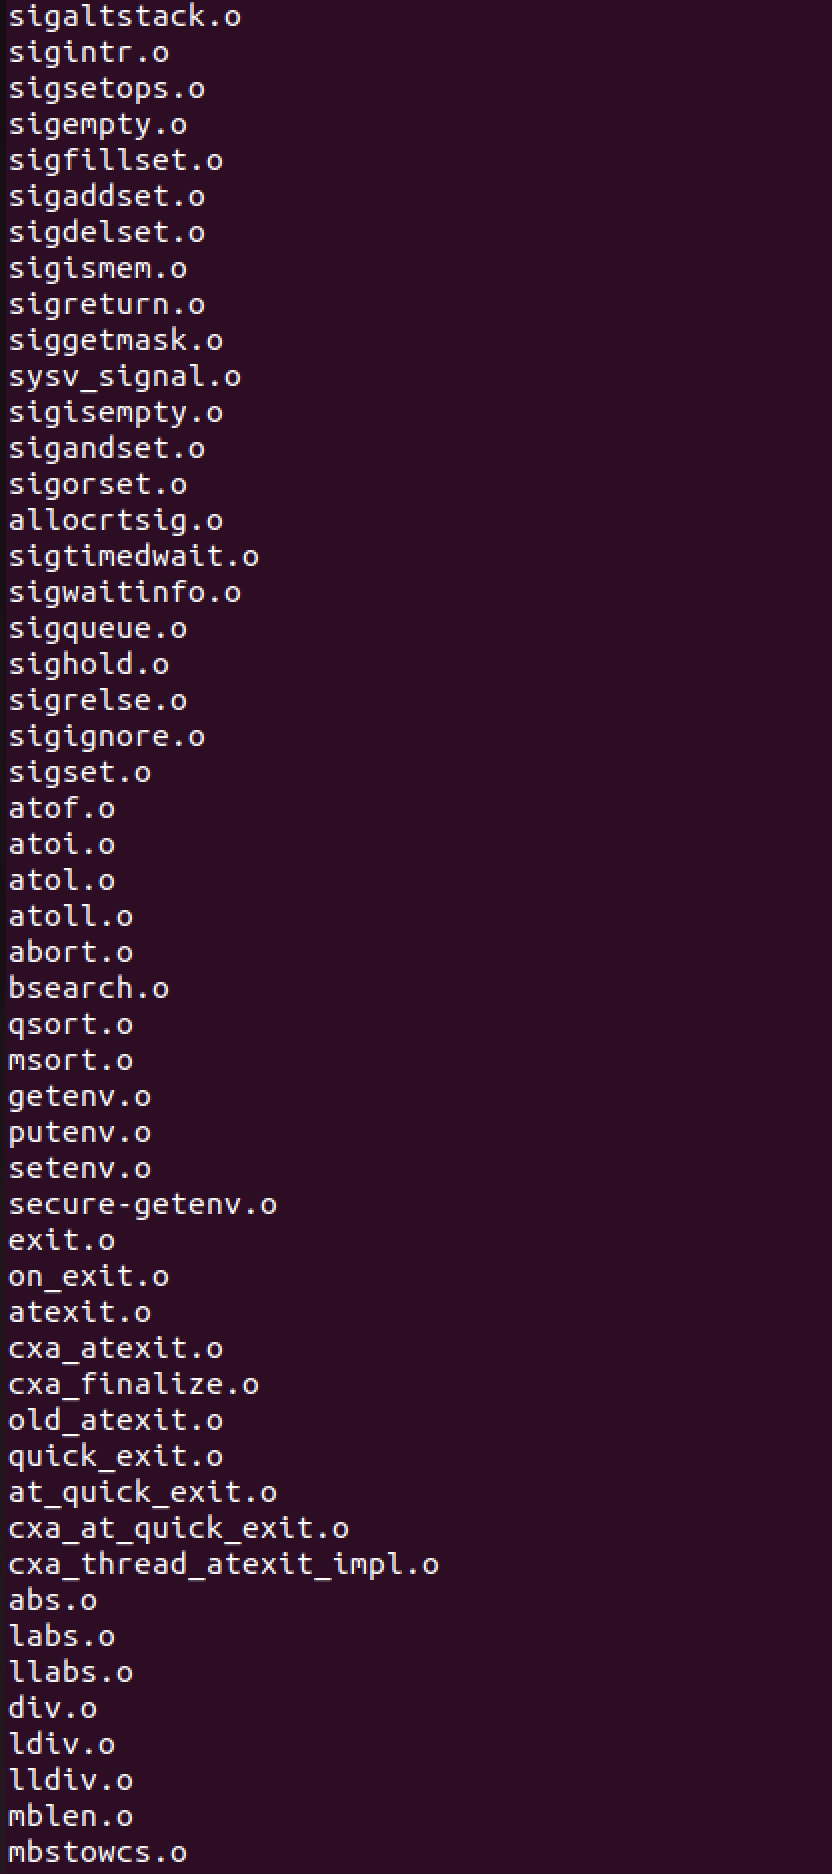 sigaltstack.o
sigintr.o
sigsetops.o
sigempty.o
sigfillset.o
sigaddset.o
sigdelset.o
sigismem.o
sigreturn.o
siggetmask.o
sysv_signal.o
sigisempty.o
sigandset.o
sigorset.o
allocrtsig.o
sigtimedwait.o
sigwaitinfo.o
sigqueue.o
sighold.o
sigrelse.o
sigignore.o
sigset.o
atof.o
atoi.o
atol.o
atoll.o
abort.o
bsearch.o
qsort.o
msort.o
getenv.o
putenv.o
setenv.o
secure-getenv.o
exit.o
on_exit.o
atexit.o
cxa_atexit.o
cxa_finalize.o
old_atexit.o
quick_exit.o
at_quick_exit.o
cxa_at_quick_exit.o
cxa_thread_atexit_impl.o
abs.o
labs.o
llabs.o
div.o
ldiv.o
lldiv.o
mblen.o
mbstowcs.o